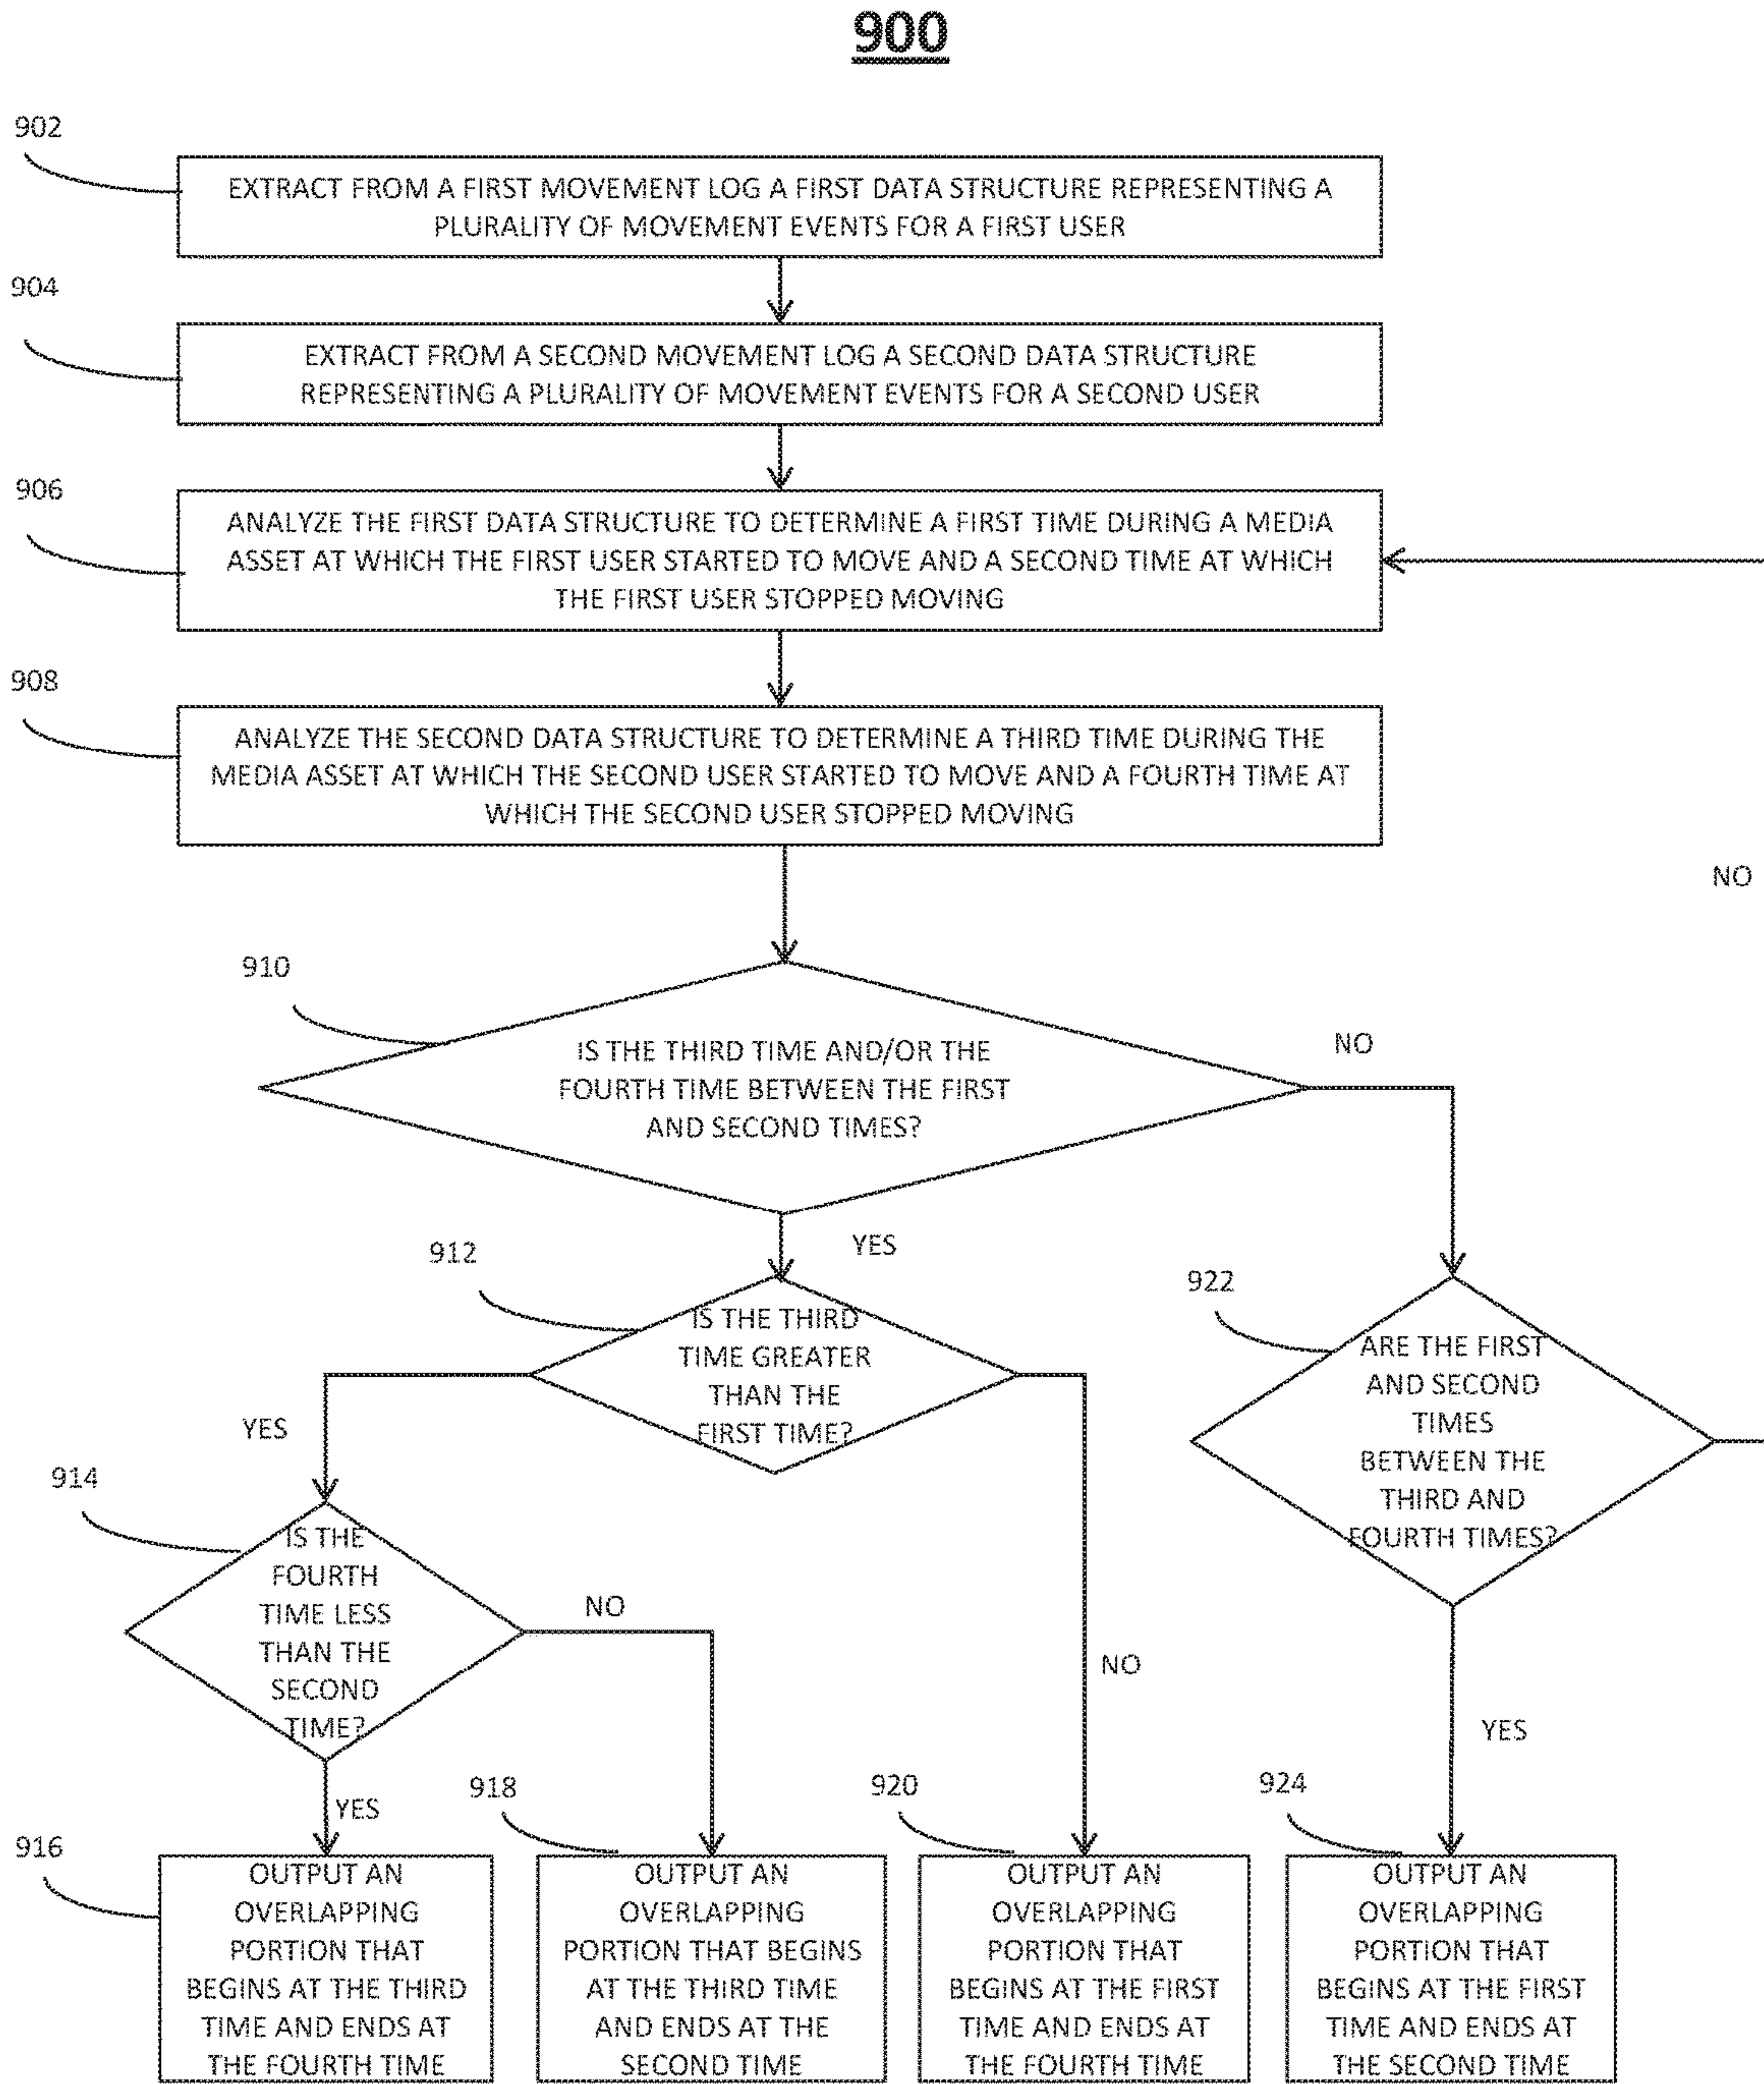 900
902
EXTRACT FROM A FIRST MOVEMENT LOG A FIRST DATA STRUCTURE REPRESENTING A
PLURALITY OF MOVEMENT EVENTS FOR A FIRST USER
904
EXTRACT FROM A SECOND MOVEMENT LOG A SECOND DATA STRUCTURE
REPRESENTING A PLURALITY OF MOVEMENT EVENTS FOR A SECOND USER
906
ANALYZE THE FIRST DATA STRUCTURE TO DETERMINE A FIRST TIME DURING A MEDIA
ASSET AT WHICH THE FIRST USER STARTED TO MOVE AND A SECOND TIME AT WHICH
THE FIRST USER STOPPED MOVING
908
ANALYZE THE SECOND DATA STRUCTURE TO DETERMINE A THIRD TIME DURING THE
MEDIA ASSET AT WHICH THE SECOND USER STARTED TO MOVE AND A FOURTH TIME AT
WHICH THE SECOND USER STOPPED MOVING
NO
910
IS THE THIRD TIME AND/OR THE
FOURTH TIME BETWEEN THE FIRST
AND SECOND TIMES?
NO
YES
912
IS THE THIRD
TIME GREATER
THAN THE
FIRST TIME?
922
ARE THE FIRST
AND SECOND
TIMES
BETWEEN THE
THIRD AND
FOURTH TIMES?
YES
914
IS THE
FOURTH
TIME LESS
THAN THE
SECOND
TIME?
NO
NO
YES
YES
916
OUTPUT AN
OVERLAPPING
PORTION THAT
BEGINS AT THE THIRD
TIME AND ENDS AT
THE FOURTH TIME
918
OUTPUT AN
OVERLAPPING
PORTION THAT BEGINS
AT THE THIRD TIME
AND ENDS AT THE
SECOND TIME
920
OUTPUT AN
OVERLAPPING
PORTION THAT
BEGINS AT THE FIRST
TIME AND ENDS AT
THE FOURTH TIME
924
OUTPUT AN
OVERLAPPING
PORTION THAT
BEGINS AT THE FIRST
TIME AND ENDS AT
THE SECOND TIME